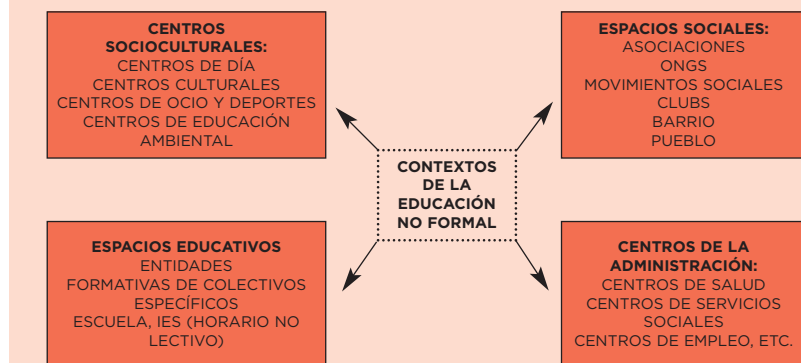 CENTROS
SOCIOCULTURALES:
CENTROS DE DÍA
CENTROS CULTURALES
CENTROS DE OCIO Y DEPORTES
CENTROS DE EDUCACIÓN
AMBIENTAL
ESPACIOS SOCIALES:
ASOCIACIONES
ONGS
MOVIMIENTOS SOCIALES
CLUBS
BARRIO
PUEBLO
CONTEXTOS
DE LA
EDUCACIÓN
NO FORMAL
ESPACIOS EDUCATIVOS
ENTIDADES
FORMATIVAS DE COLECTIVOS
ESPECÍFICOS
ESCUELA, IES (HORARIO NO
LECTIVO)
CENTROS DE LA
ADMINISTRACIÓN:
CENTROS DE SALUD
CENTROS DE SERVICIOS
SOCIALES
CENTROS DE EMPLEO, ETC.